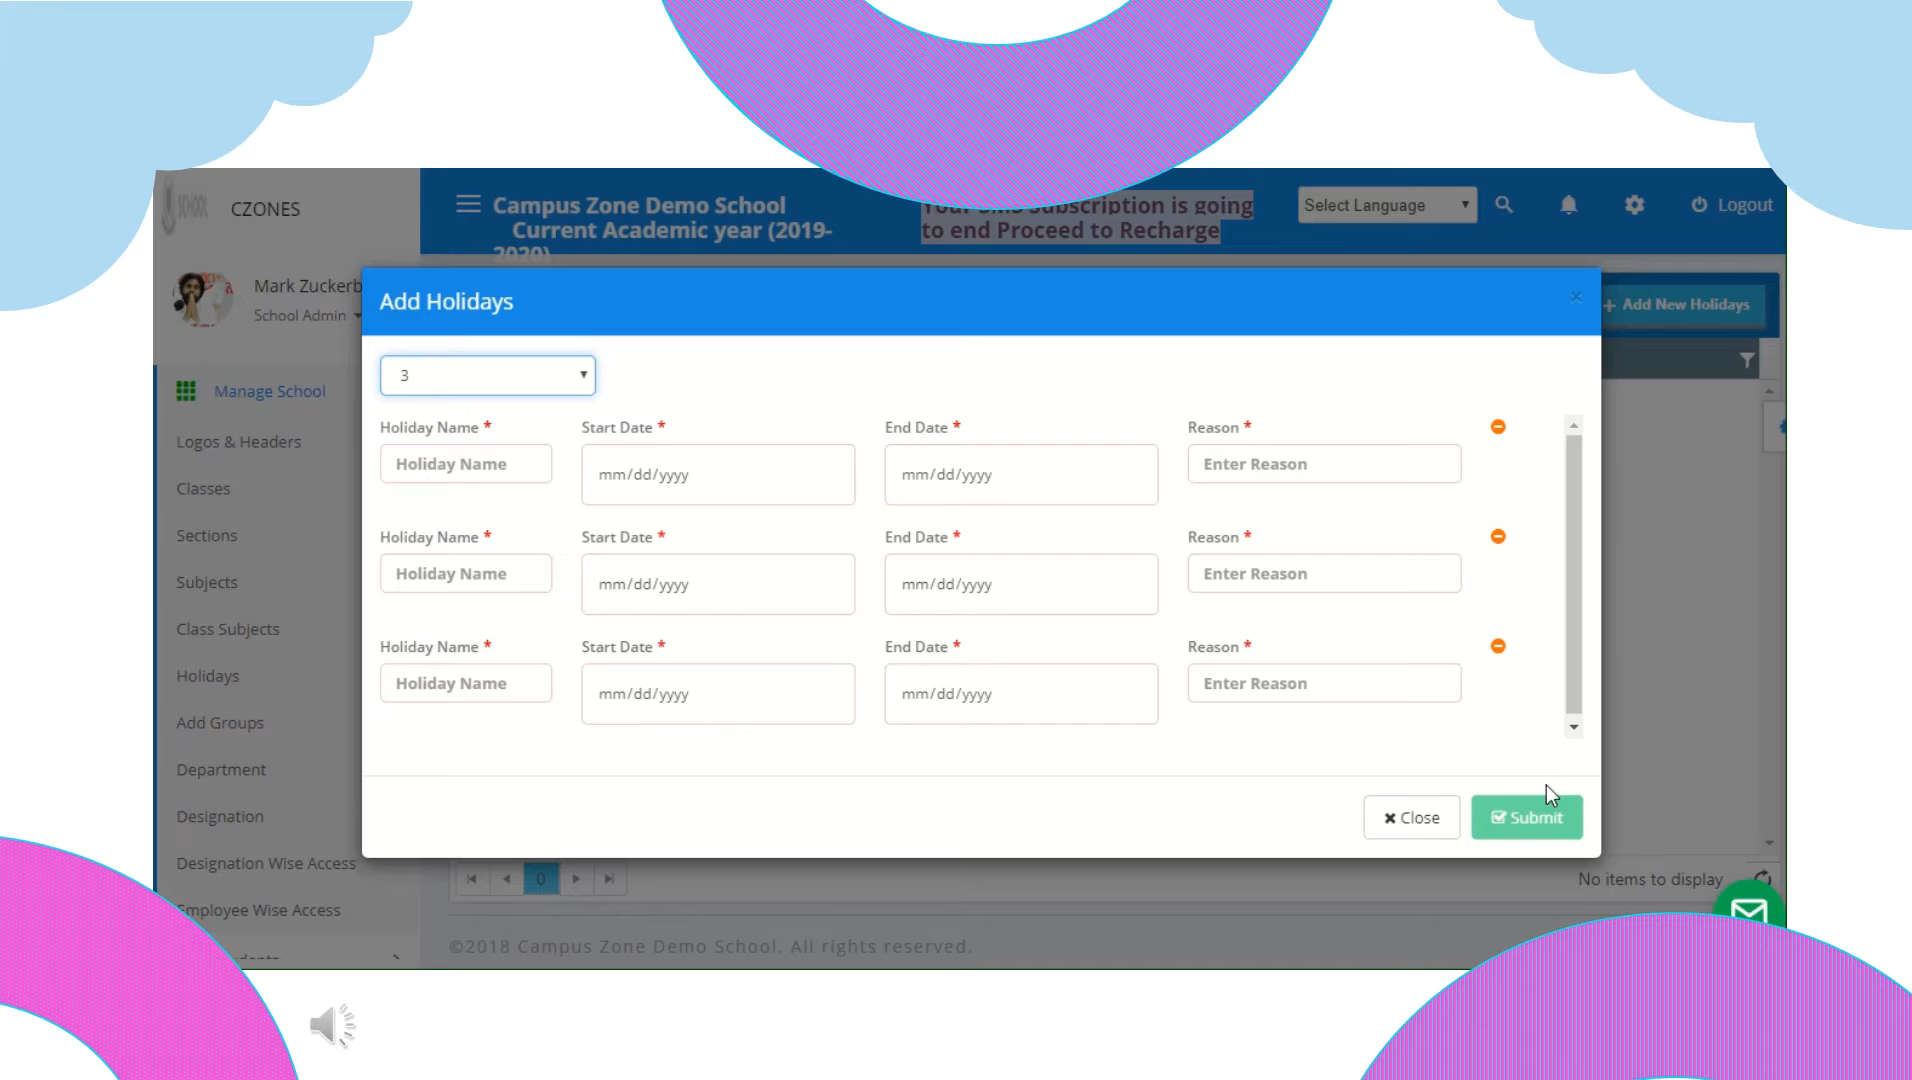 SCHOOL
CZONES
Campus Zone Demo School
Current Academic year (2019-
2020)
Your SMS Subscription is going
to end Proceed to Recharge
Select Language
Logout
Mark Zuckerb
School Admin
+ Add New Holidays
Add Holidays
×
3
Manage School
Logos & Headers
Classes
Sections
Subjects
Class Subjects
Holidays
Add Groups
Department
Designation
Designation Wise Access
Employee Wise Access
Holiday Name * Start Date * End Date * Reason *
Holiday Name mm/dd/yyyy mm/dd/yyyy Enter Reason
Holiday Name * Start Date * End Date * Reason *
Holiday Name mm/dd/yyyy mm/dd/yyyy Enter Reason
Holiday Name * Start Date * End Date * Reason *
Holiday Name mm/dd/yyyy mm/dd/yyyy Enter Reason
Close Submit
0
No items to display
©2018 Campus Zone Demo School. All rights reserved.